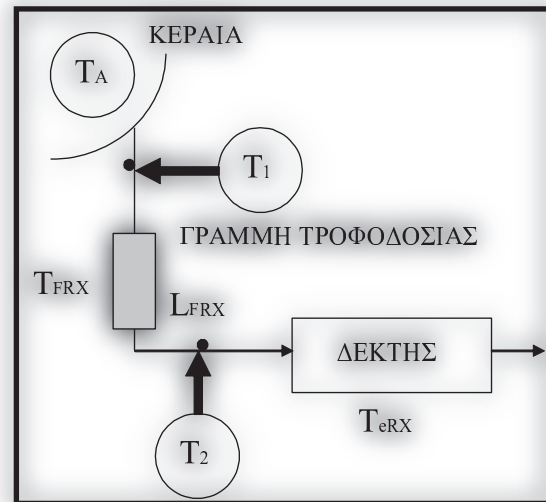 ΚΕΡΑΙΑ
TA
T1
ΓΡΑΜΜΗ ΤΡΟΦΟΔΟΣΙΑΣ
TFRX
LFRX
ΔΕΚΤΗΣ
TeRX
T2